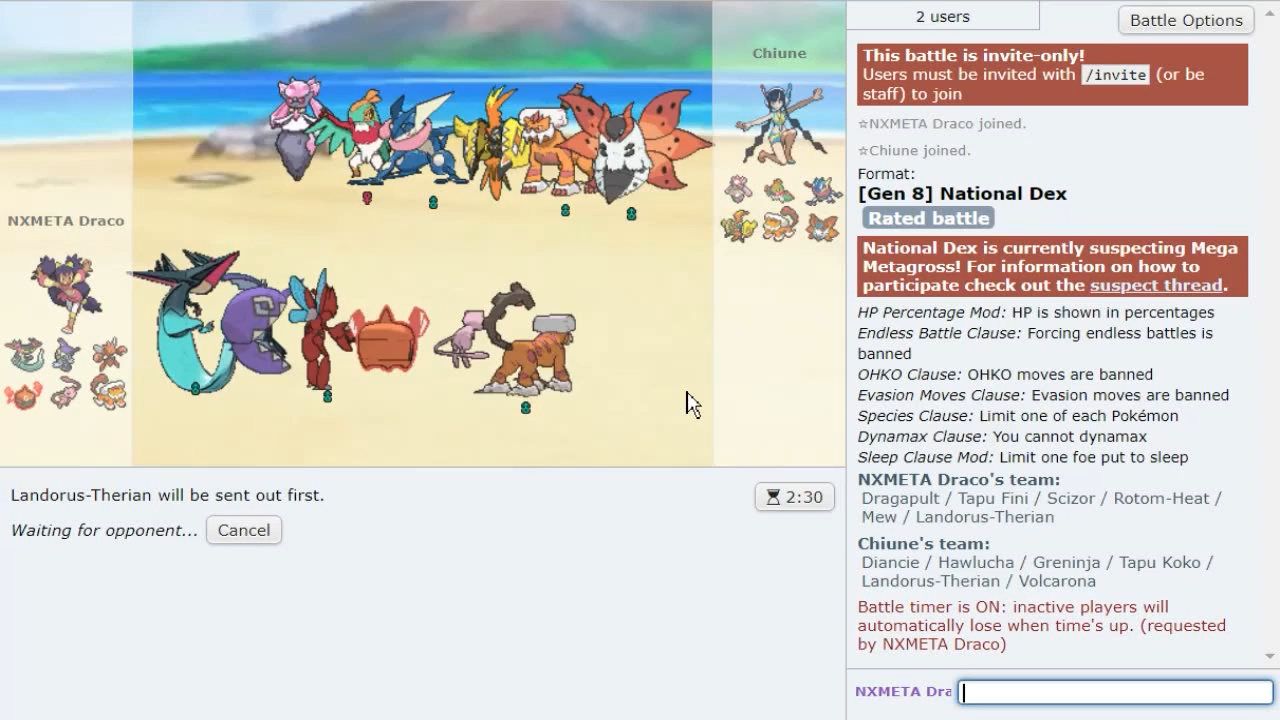 2 users
Battle Options
This battle is invite-only!
Users must be invited with /invite (or be
staff) to join
☆NXMETA Draco joined.
☆Chiune joined.
Format:
[Gen 8] National Dex
Rated battle
National Dex is currently suspecting Mega
Metagross! For information on how to
participate check out the suspect thread.
HP Percentage Mod: HP is shown in percentages
Endless Battle Clause: Forcing endless battles is
banned
OHKO Clause: OHKO moves are banned
Evasion Moves Clause: Evasion moves are banned
Species Clause: Limit one of each Pokémon
Dynamax Clause: You cannot dynamax
Sleep Clause Mod: Limit one foe put to sleep
NXMETA Draco's team:
Dragapult / Tapu Fini / Scizor / Rotom-Heat /
Mew / Landorus-Therian
Chiune's team:
Diancie / Hawlucha / Greninja / Tapu Koko /
Landorus-Therian / Volcarona
Battle timer is ON: inactive players will
automatically lose when time's up. (requested
by NXMETA Draco)
NXMETA Dra
Chiune
NXMETA Draco
Landorus-Therian will be sent out first.
2:30
Waiting for opponent... Cancel